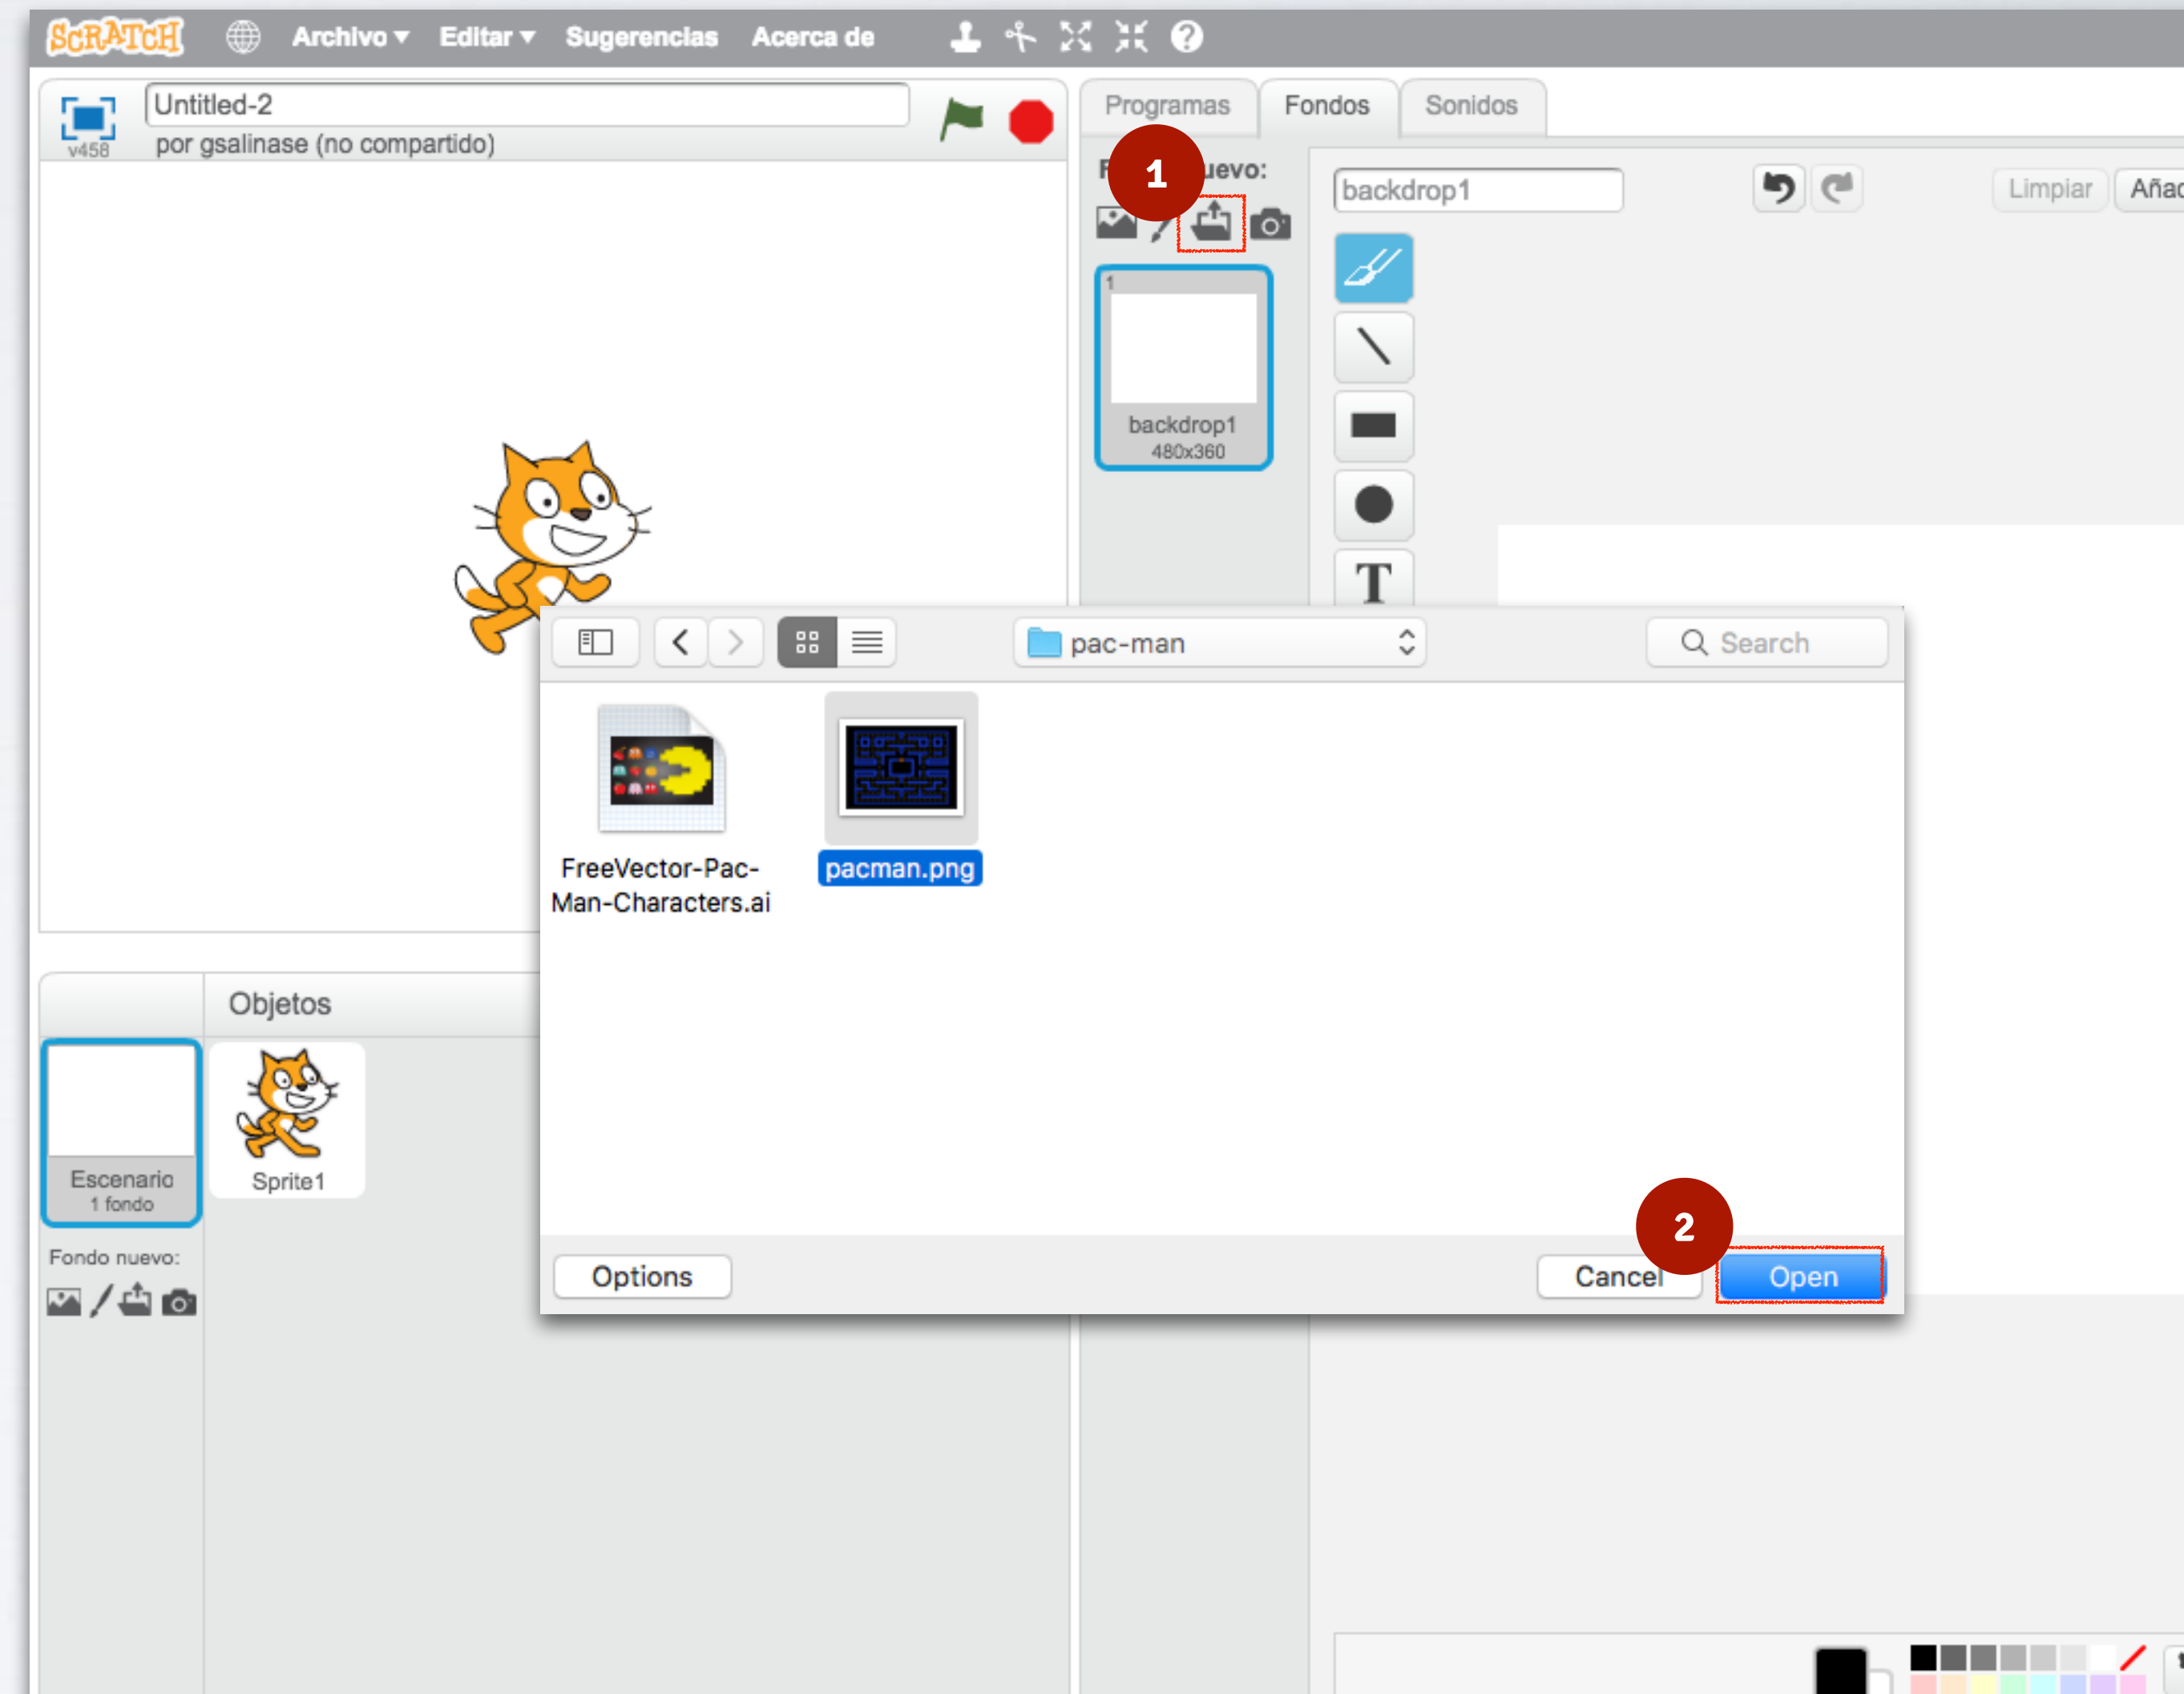 SCRATCH Archivo Editar Sugerencias Acerca de
Untitled-2
v458 por gsalinase (no compartido)
Programas Fondos Sonidos
1 uevo:
backdrop1
Limpiar
1
backdrop1
480x360
T
pac-man
Search
FreeVector-Pac-
Man-Characters.ai
pacman.png
Objetos
Escenario
1 fondo
Sprite1
Fondo nuevo:
2
Options Cancel Open